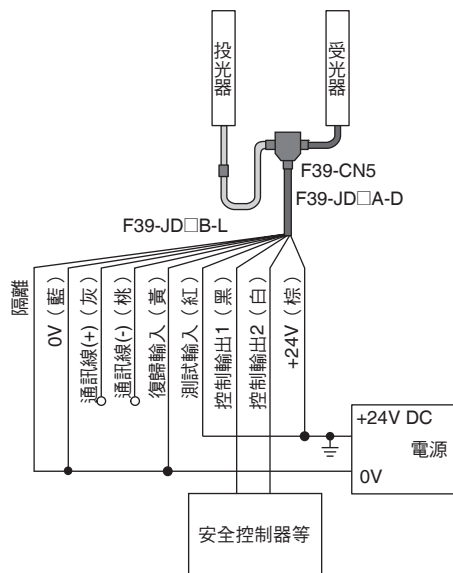 投光器
受光器
F39-CN5
F39-JD□A-D
F39-JD□B-L
隔離
0V（藍）
通訊線(+)（灰）
通訊線(-)（桃）
復歸輸入（黃）
測試輸入（紅）
控制輸出1（黑）
控制輸出2（白）
+24V（棕）
+24V DC
電源
0V
安全控制器等